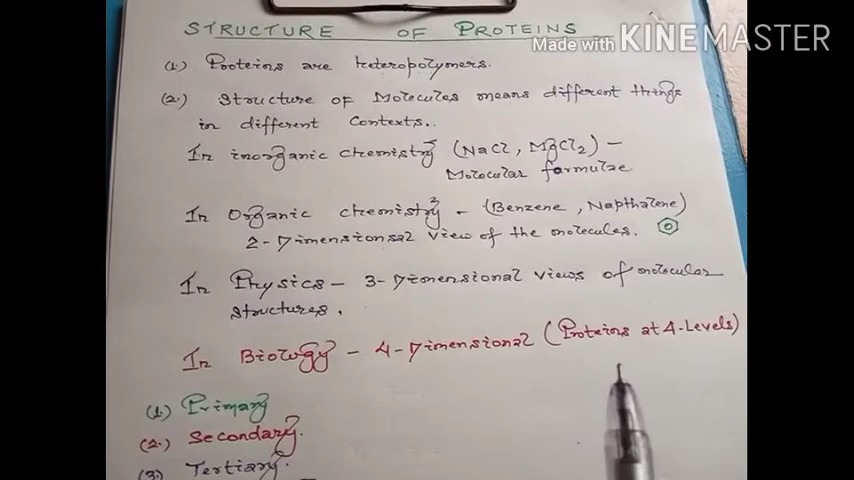 STRUCTURE OF PROTEINS
Made with KINEMASTER
(1.) Proteins are heteropolymers.
(2.) Structure of Molecules means different things
in different Contexts..
In inorganic chemistry (NaCl, MgCl2) -
Molocular formulae
In Organic chemistry - (Benzene, Napthalene)
2-Dimensionsal view of the molecules.
In Physics - 3-Dimensional views of molecular
structures.
In Biology - 4-Dimensional (Proteins at 4-Levels)
(1.) Primary
(2.) Secondary.
(3.) Tertiary.